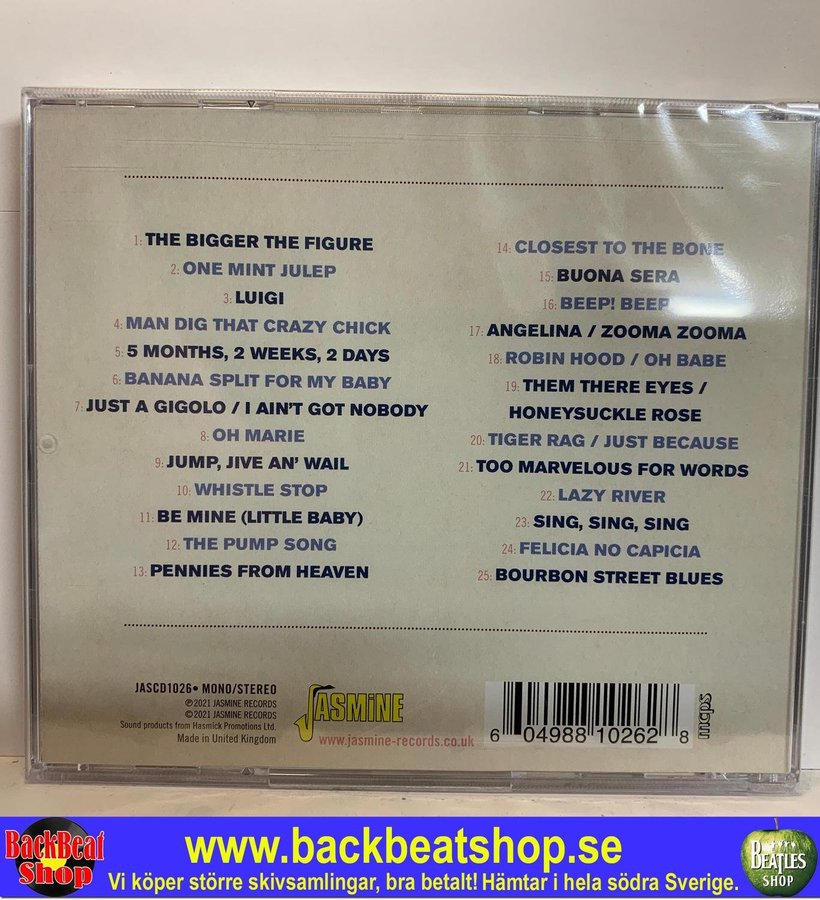 1: THE BIGGER THE FIGURE
2: ONE MINT JULEP
3: LUIGI
4: MAN DIG THAT CRAZY CHICK
5: 5 MONTHS, 2 WEEKS, 2 DAYS
6: BANANA SPLIT FOR MY BABY
7: JUST A GIGOLO / I AIN'T GOT NOBODY
8: OH MARIE
9: JUMP, JIVE AN' WAIL
10: WHISTLE STOP
11: BE MINE (LITTLE BABY)
12: THE PUMP SONG
13: PENNIES FROM HEAVEN
14: CLOSEST TO THE BONE
15: BUONA SERA
16: BEEP! BEEP
17: ANGELINA / ZOOMA ZOOMA
18: ROBIN HOOD / OH BABE
19: THEM THERE EYES /
HONEYSUCKLE ROSE
20: TIGER RAG / JUST BECAUSE
21: TOO MARVELOUS FOR WORDS
22: LAZY RIVER
23: SING, SING, SING
24: FELICIA NO CAPICIA
25: BOURBON STREET BLUES
JASCD1026• MONO/STEREO
℗2021 JASMINE RECORDS
©2021 JASMINE RECORDS
Sound products from Hasmick Promotions Ltd.
Made in United Kingdom
JASMiNE
www.jasmine-records.co.uk
6 04988 10262 8
mcps
BackBeat
Shop
www.backbeatshop.se
Vi köper större skivsamlingar, bra betalt! Hämtar i hela södra Sverige.
THE
BEATLES
SHOP